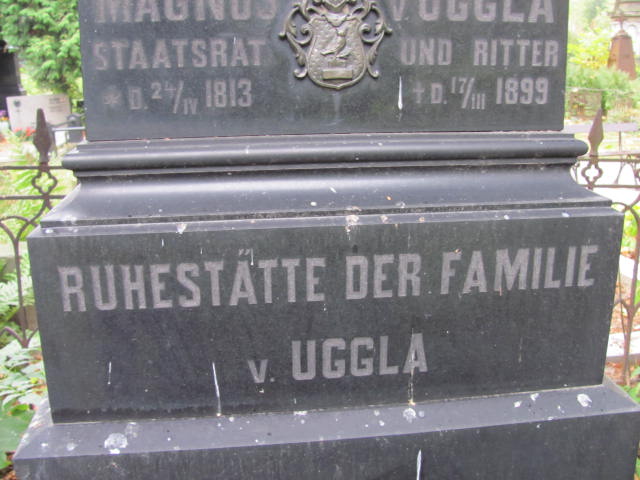 MAGNUS V. UGGLA
STAATSRAT UND RITTER
* D. 24/IV 1813 † D. 17/III 1899
RUHESTÄTTE DER FAMILIE
v. UGGLA